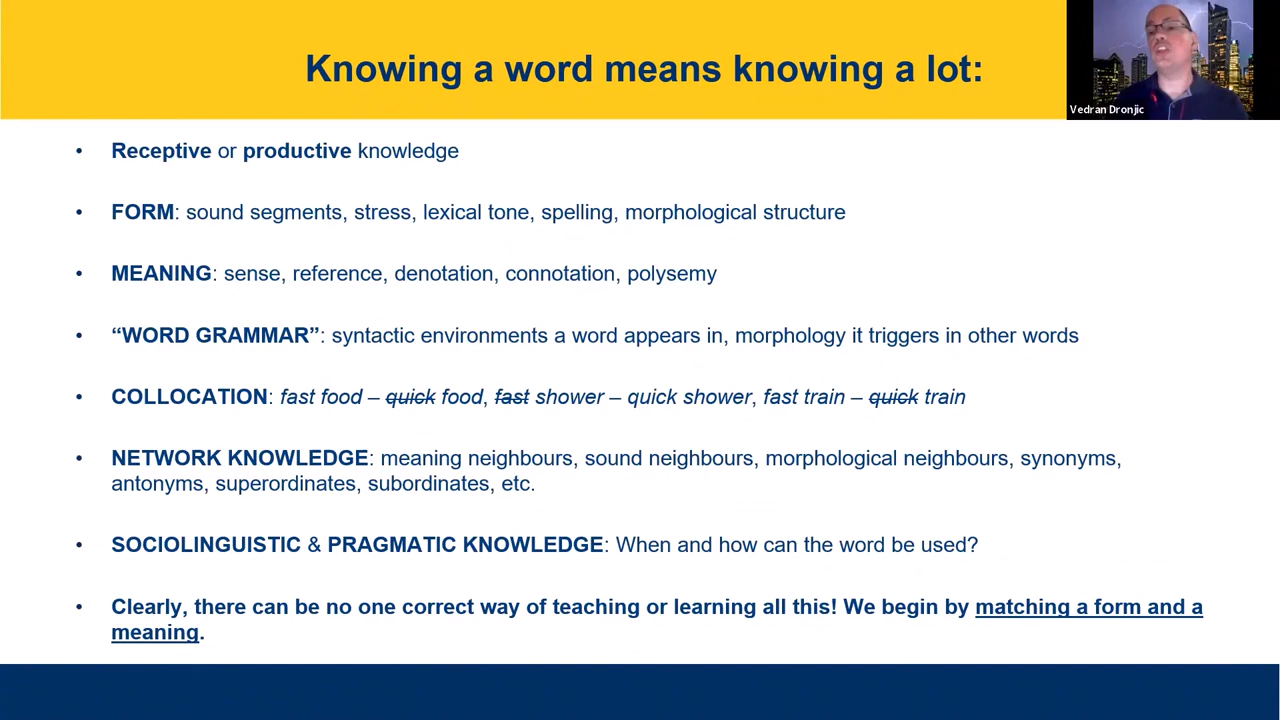 Knowing a word means knowing a lot:
Vedran Dronjic
• Receptive or productive knowledge
• FORM: sound segments, stress, lexical tone, spelling, morphological structure
• MEANING: sense, reference, denotation, connotation, polysemy
• “WORD GRAMMAR”: syntactic environments a word appears in, morphology it triggers in other words
• COLLOCATION: fast food – quick food, fast shower – quick shower, fast train – quick train
• NETWORK KNOWLEDGE: meaning neighbours, sound neighbours, morphological neighbours, synonyms,
antonyms, superordinates, subordinates, etc.
• SOCIOLINGUISTIC & PRAGMATIC KNOWLEDGE: When and how can the word be used?
• Clearly, there can be no one correct way of teaching or learning all this! We begin by matching a form and a
meaning.